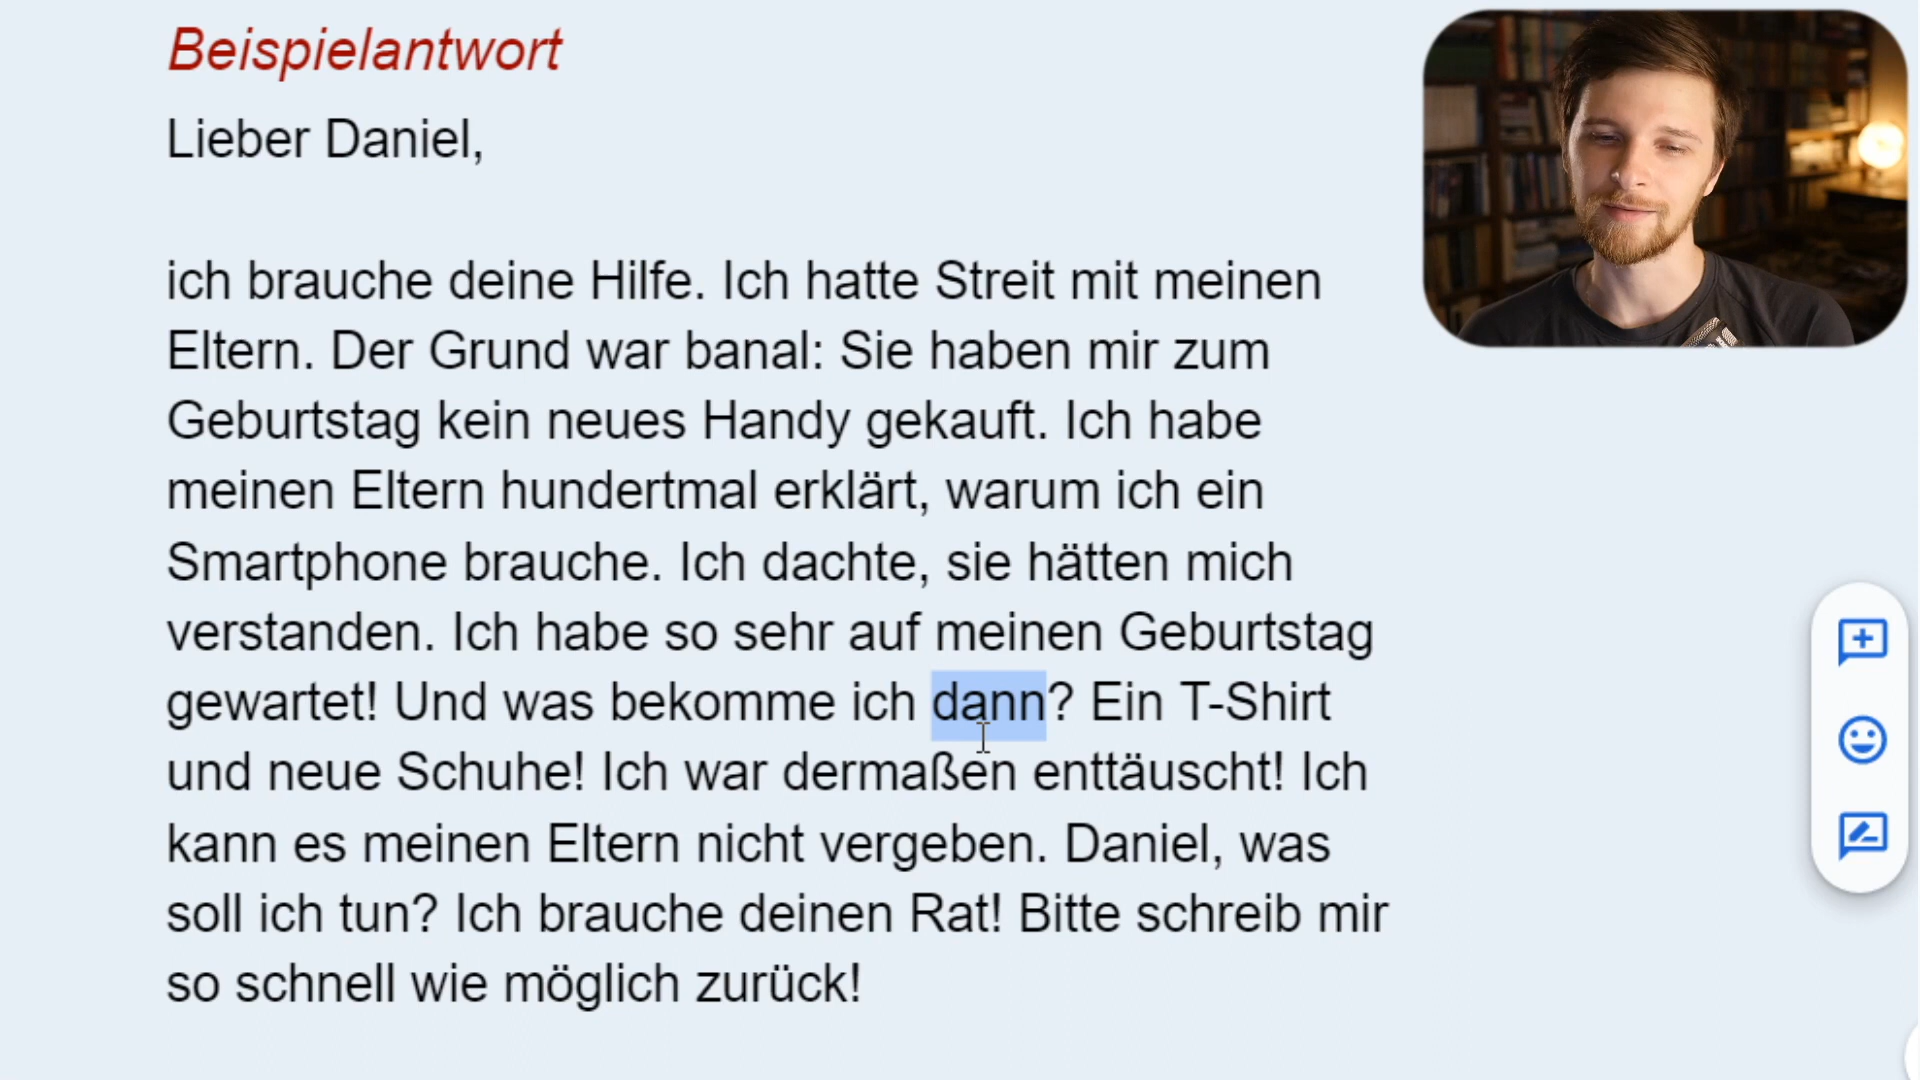 Beispielantwort
Lieber Daniel,
ich brauche deine Hilfe. Ich hatte Streit mit meinen
Eltern. Der Grund war banal: Sie haben mir zum
Geburtstag kein neues Handy gekauft. Ich habe
meinen Eltern hundertmal erklärt, warum ich ein
Smartphone brauche. Ich dachte, sie hätten mich
verstanden. Ich habe so sehr auf meinen Geburtstag
gewartet! Und was bekomme ich dann? Ein T-Shirt
und neue Schuhe! Ich war dermaßen enttäuscht! Ich
kann es meinen Eltern nicht vergeben. Daniel, was
soll ich tun? Ich brauche deinen Rat! Bitte schreib mir
so schnell wie möglich zurück!